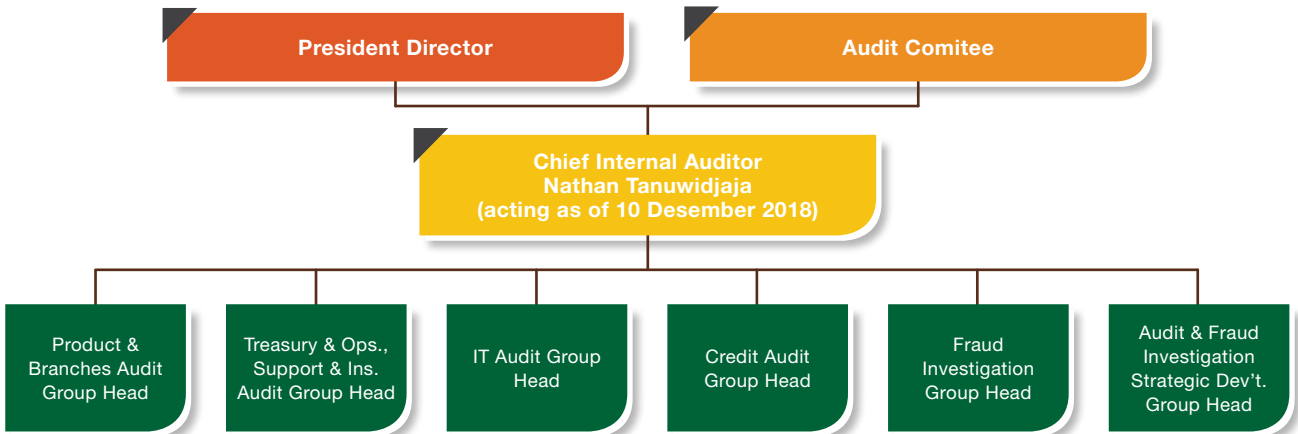 President Director
Audit Comitee
Chief Internal Auditor
Nathan Tanuwidjaja
(acting as of 10 Desember 2018)
Product &
Branches Audit
Group Head
Treasury & Ops.,
Support & Ins.
Audit Group Head
IT Audit Group
Head
Credit Audit
Group Head
Fraud
Investigation
Group Head
Audit & Fraud
Investigation
Strategic Dev't.
Group Head